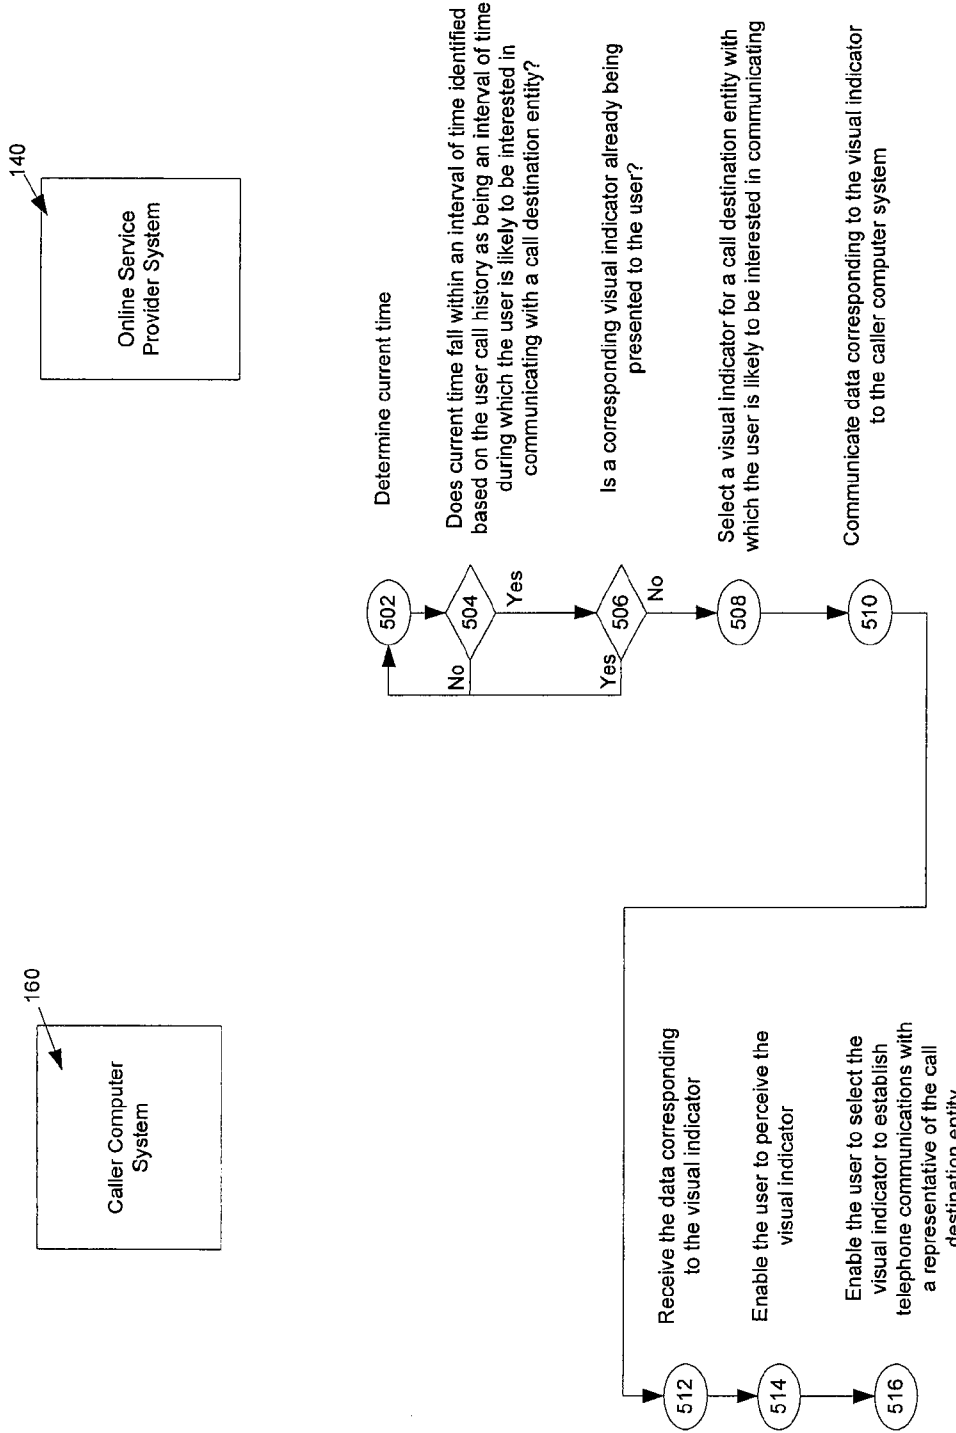 160
Caller Computer
System
140
Online Service
Provider System
502
Determine current time
504
Does current time fall within an interval of time identified
based on the user call history as being an interval of time
during which the user is likely to be interested in
communicating with a call destination entity?
No
Yes
506
Is a corresponding visual indicator already being
presented to the user?
Yes
No
508
Select a visual indicator for a call destination entity with
which the user is likely to be interested in communicating
510
Communicate data corresponding to the visual indicator
to the caller computer system
512
Receive the data corresponding
to the visual indicator
514
Enable the user to perceive the
visual indicator
516
Enable the user to select the
visual indicator to establish
telephone communications with
a representative of the call
destination entity